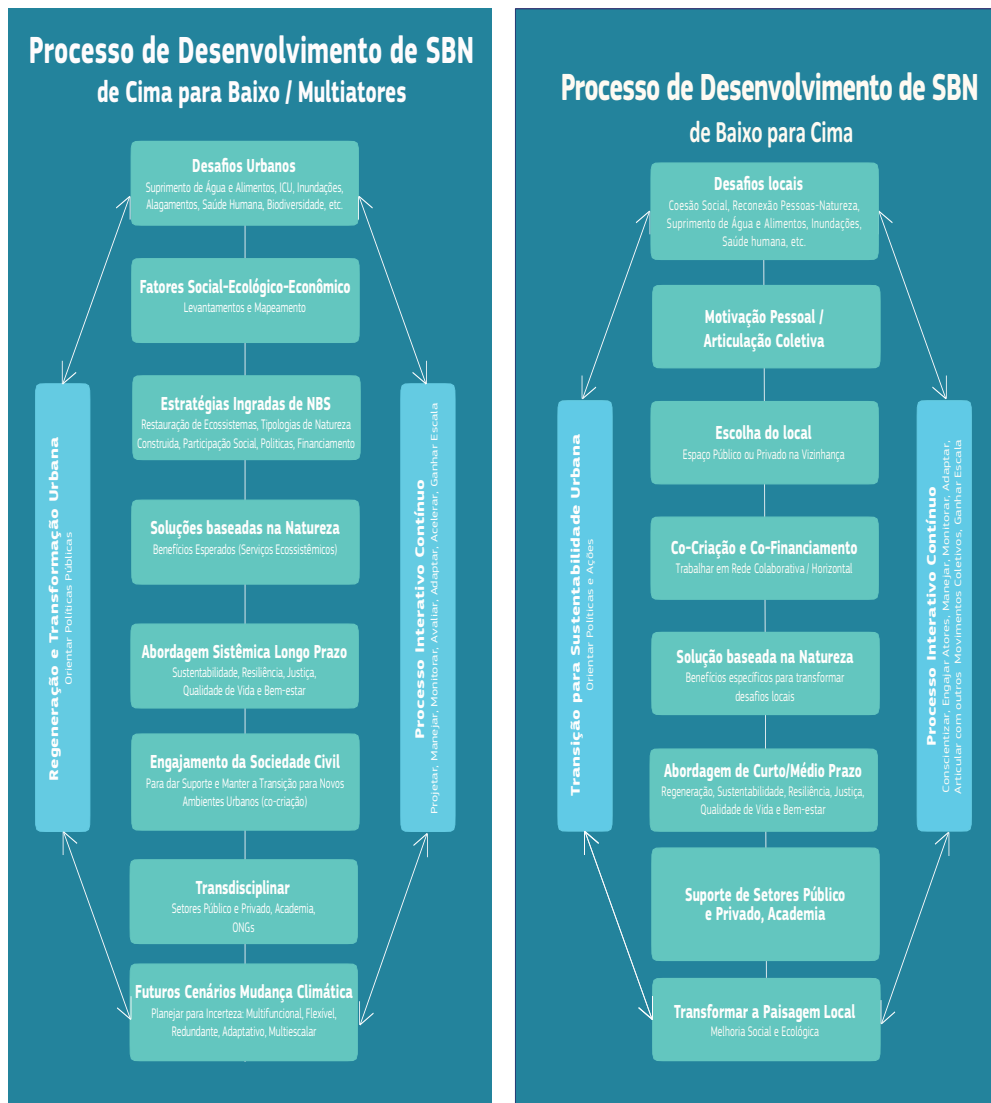 Processo de Desenvolvimento de SBN
de Cima para Baixo / Multiatores
Desafios Urbanos
Suprimento de Água e Alimentos, ICU, Inundações,
Alagamentos, Saúde Humana, Biodiversidade, etc.
Fatores Social-Ecológico-Econômico
Levantamentos e Mapeamento
Estratégias Ingradas de NBS
Restauração de Ecossistemas, Tipologias de Natureza
Construida, Participação Social, Politicas, Financiamento
Soluções baseadas na Natureza
Benefícios Esperados (Serviços Ecossistêmicos)
Abordagem Sistêmica Longo Prazo
Sustentabilidade, Resiliência, Justiça,
Qualidade de Vida e Bem-estar
Engajamento da Sociedade Civil
Para dar Suporte e Manter a Transição para Novos
Ambientes Urbanos (co-criação)
Transdisciplinar
Setores Público e Privado, Academia,
ONGs
Futuros Cenários Mudança Climática
Planejar para Incerteza: Multifuncional, Flexível,
Redundante, Adaptativo, Multiescalar
Regeneração e Transformação Urbana
Orientar Políticas Públicas
Processo Interativo Contínuo
Projetar, Manejar, Monitorar, Avaliar, Adaptar, Acelerar, Ganhar Escala
Processo de Desenvolvimento de SBN
de Baixo para Cima
Desafios locais
Coesão Social, Reconexão Pessoas-Natureza,
Suprimento de Água e Alimentos, Inundações,
Saúde humana, etc.
Motivação Pessoal /
Articulação Coletiva
Escolha do local
Espaço Público ou Privado na Vizinhança
Co-Criação e Co-Financiamento
Trabalhar em Rede Colaborativa / Horizontal
Solução baseada na Natureza
Benefícios específicos para transformar
desafios locais
Abordagem de Curto/Médio Prazo
Regeneração, Sustentabilidade, Resiliência, Justiça,
Qualidade de Vida e Bem-estar
Suporte de Setores Público
e Privado, Academia
Transformar a Paisagem Local
Melhoria Social e Ecológica
Transição para Sustentabilidade Urbana
Orientar Políticas e Ações
Processo Interativo Contínuo
Conscientizar, Engajar Atores, Manejar, Monitorar, Adaptar,
Articular com outros Movimentos Coletivos, Ganhar Escala